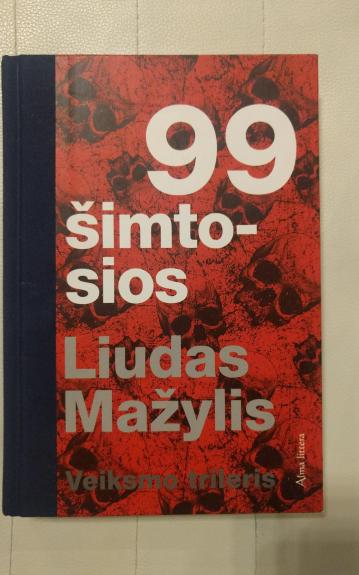 99
šimto-
sios
Liudas
Mažylis
Veiksmo trileris
Alma littera